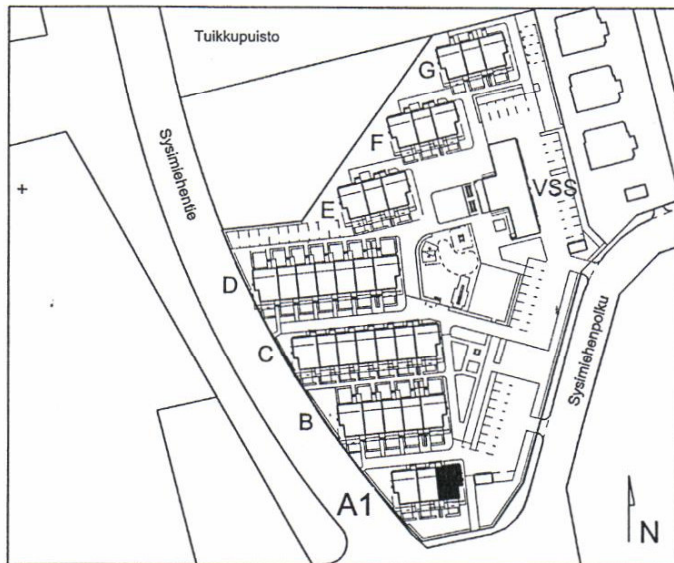 Tuikkupuisto
G
Sysimiehentie
F
VSS
E
D
C
Sysimiehenpolku
B
A1
N